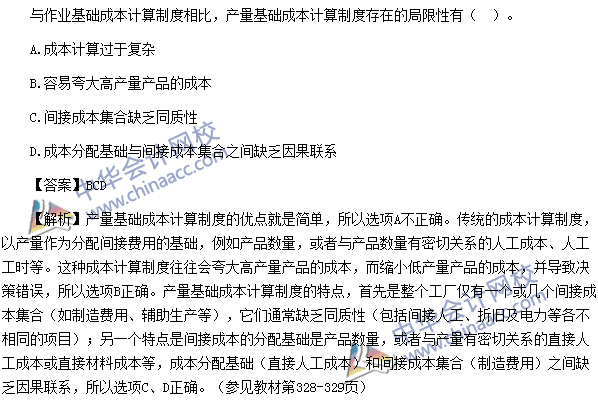 与作业基础成本计算制度相比，产量基础成本计算制度存在的局限性有（　）。
A.成本计算过于复杂
B.容易夸大高产量产品的成本
C.间接成本集合缺乏同质性
D.成本分配基础与间接成本集合之间缺乏因果联系
【答案】BCD
【解析】产量基础成本计算制度的优点就是简单，所以选项A不正确。传统的成本计算制度，
以产量作为分配间接费用的基础，例如产品数量，或者与产品数量有密切关系的人工成本、人工
工时等。这种成本计算制度往往会夸大高产量产品的成本，而缩小低产量产品的成本，并导致决
策错误，所以选项B正确。产量基础成本计算制度的特点，首先是整个工厂仅有一个或几个间接成
本集合（如制造费用、辅助生产等），它们通常缺乏同质性（包括间接人工、折旧及电力等各不
相同的项目）；另一个特点是间接成本的分配基础是产品数量，或者与产量有密切关系的直接人
工成本或直接材料成本等，成本分配基础（直接人工成本）和间接成本集合（制造费用）之间缺
乏因果联系，所以选项C、D正确。（参见教材第328-329页）
中华会计网校
www.chinaacc.com
中华会计网校
www.chinaacc.com